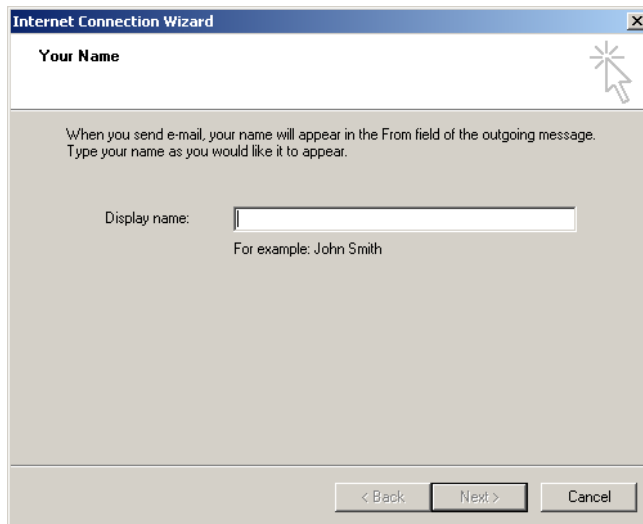 Internet Connection Wizard
Your Name
When you send e-mail, your name will appear in the From field of the outgoing message.
Type your name as you would like it to appear.
Display name:
For example: John Smith
< Back Next > Cancel